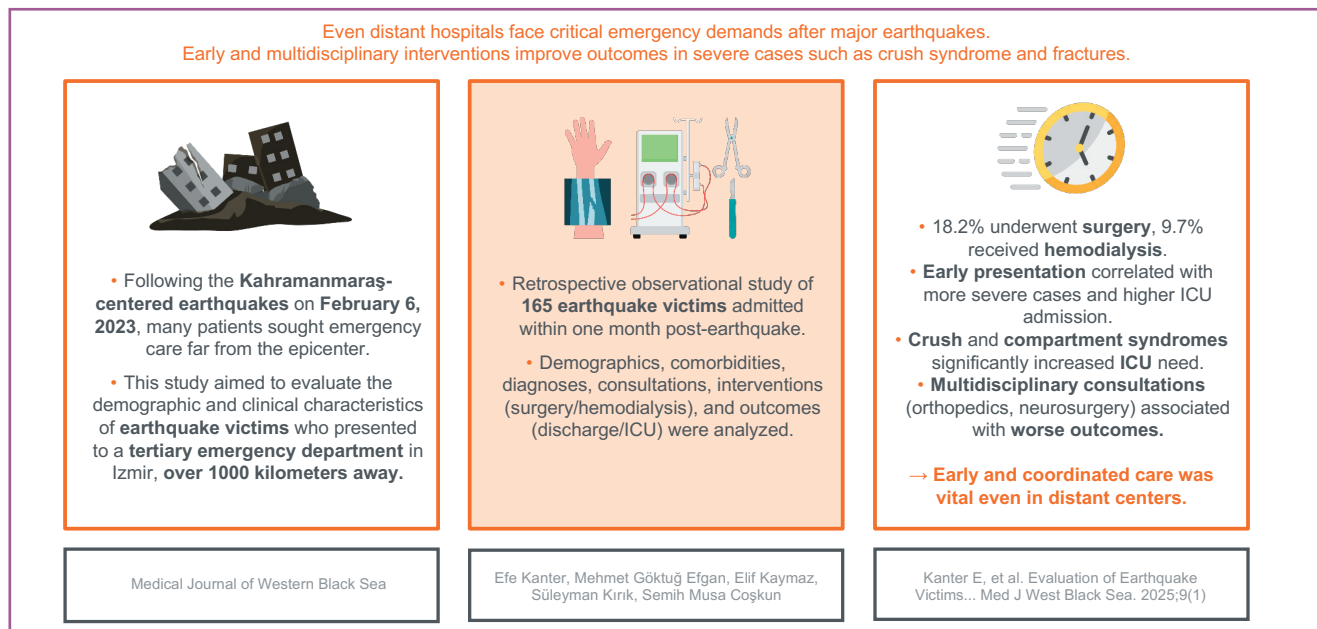 Even distant hospitals face critical emergency demands after major earthquakes.
Early and multidisciplinary interventions improve outcomes in severe cases such as crush syndrome and fractures.
• Following the Kahramanmaraş-
centered earthquakes on February 6,
2023, many patients sought emergency
care far from the epicenter.
• This study aimed to evaluate the
demographic and clinical characteristics
of earthquake victims who presented
to a tertiary emergency department in
Izmir, over 1000 kilometers away.
• Retrospective observational study of
165 earthquake victims admitted
within one month post-earthquake.
• Demographics, comorbidities,
diagnoses, consultations, interventions
(surgery/hemodialysis), and outcomes
(discharge/ICU) were analyzed.
• 18.2% underwent surgery, 9.7%
received hemodialysis.
• Early presentation correlated with
more severe cases and higher ICU
admission.
• Crush and compartment syndromes
significantly increased ICU need.
• Multidisciplinary consultations
(orthopedics, neurosurgery) associated
with worse outcomes.
→ Early and coordinated care was
vital even in distant centers.
Medical Journal of Western Black Sea
Efe Kanter, Mehmet Göktuğ Efgan, Elif Kaymaz,
Süleyman Kırık, Semih Musa Coşkun
Kanter E, et al. Evaluation of Earthquake
Victims... Med J West Black Sea. 2025;9(1)